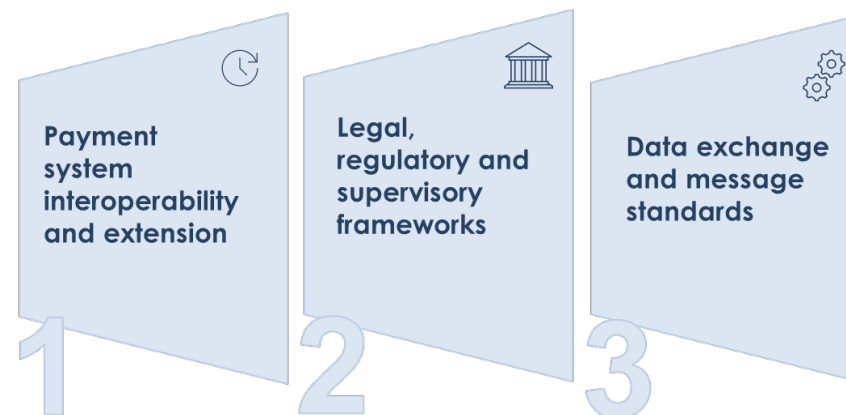 Payment
system
interoperability
and extension
1
Legal,
regulatory and
supervisory
frameworks
2
Data exchange
and message
standards
3